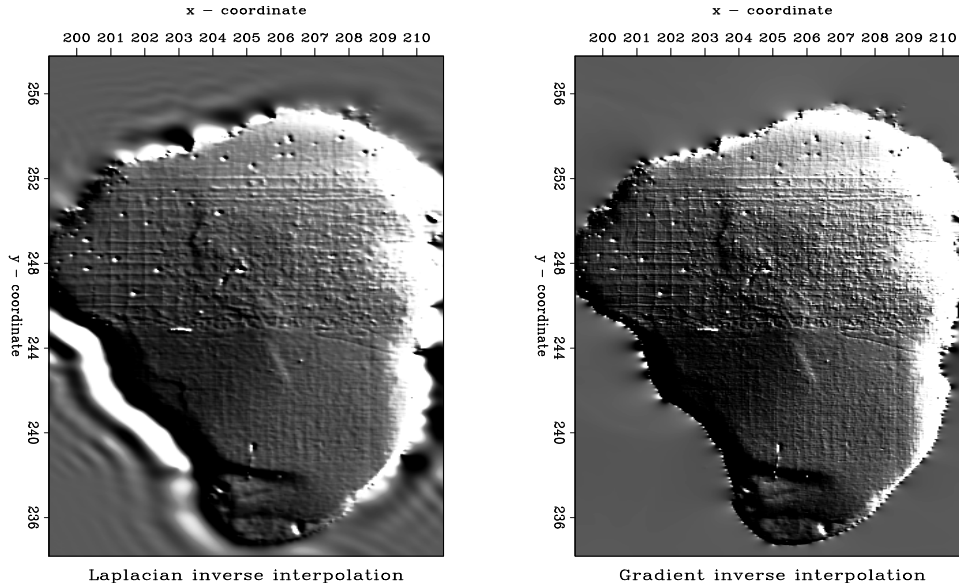 x − coordinate
200 201 202 203 204 205 206 207 208 209 210
256
252
248
244
240
236
y − coordinate
Laplacian inverse interpolation
x − coordinate
200 201 202 203 204 205 206 207 208 209 210
256
252
248
244
240
236
y − coordinate
Gradient inverse interpolation